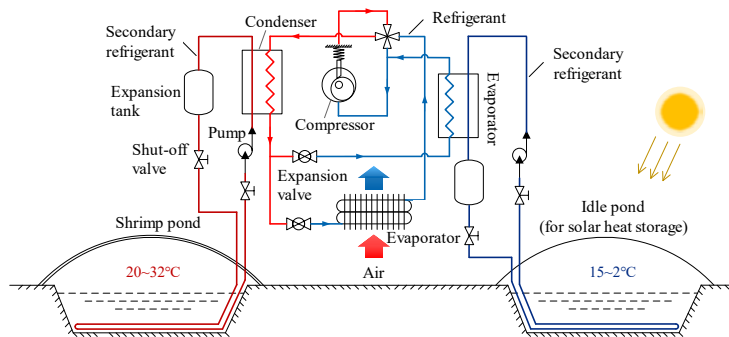 Secondary
refrigerant
Condenser
Refrigerant
Secondary
refrigerant
Expansion
tank
Evaporator
Compressor
Pump
Shut-off
valve
Expansion
valve
Shrimp pond
Evaporator
Idle pond
(for solar heat storage)
20~32℃
Air
15~2℃